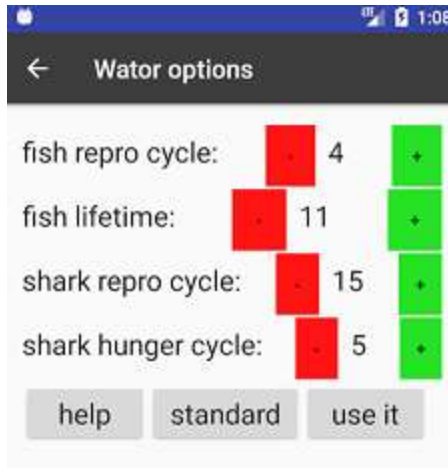 1:08
Wator options
fish repro cycle: - 4 +
fish lifetime: - 11 +
shark repro cycle: - 15 +
shark hunger cycle: - 5 +
help standard use it